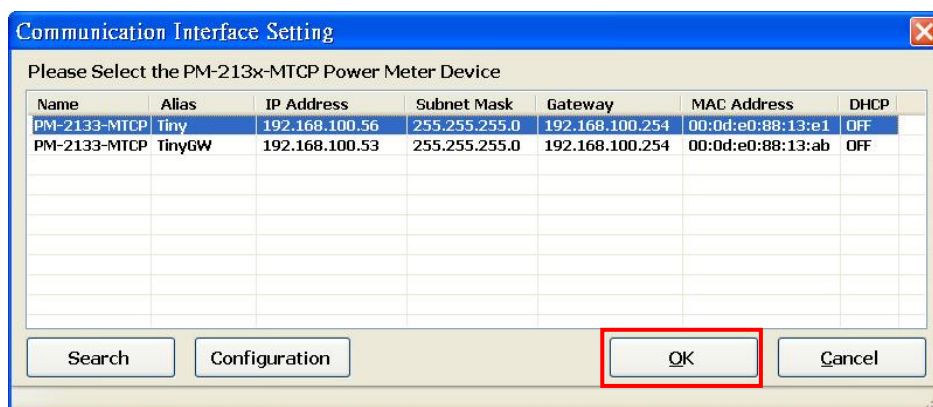 Communication Interface Setting
Please Select the PM-213x-MTCP Power Meter Device
Name Alias IP Address Subnet Mask Gateway MAC Address DHCP
PM-2133-MTCP Tiny 192.168.100.56 255.255.255.0 192.168.100.254 00:0d:e0:88:13:e1 OFF
PM-2133-MTCP TinyGW 192.168.100.53 255.255.255.0 192.168.100.254 00:0d:e0:88:13:ab OFF
Search Configuration OK Cancel